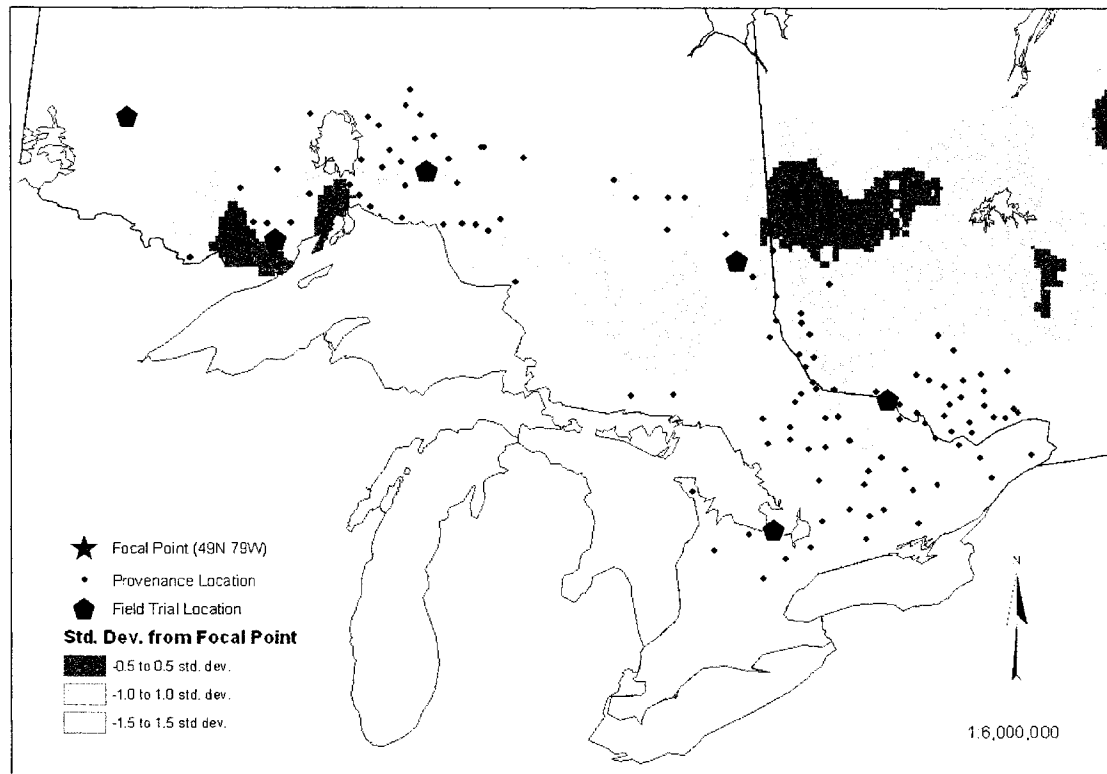 Focal Point (49N 79W)
Provenance Location
Field Trial Location
Std. Dev. from Focal Point
-0.5 to 0.5 std. dev.
-1.0 to 1.0 std. dev.
-1.5 to 1.5 std dev.
N
1:6,000,000